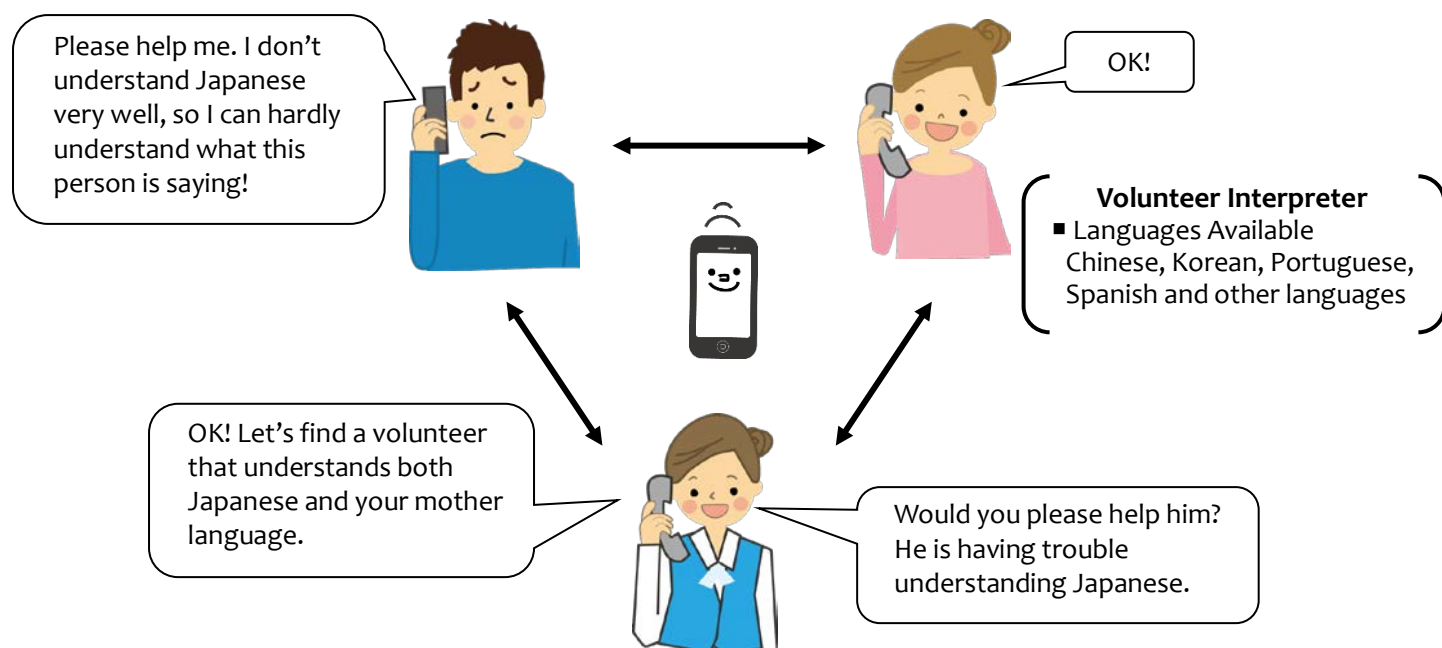 Please help me. I don’t
understand Japanese
very well, so I can hardly
understand what this
person is saying!
OK!
Volunteer Interpreter
▪ Languages Available
Chinese, Korean, Portuguese,
Spanish and other languages
OK! Let’s find a volunteer
that understands both
Japanese and your mother
language.
Would you please help him?
He is having trouble
understanding Japanese.